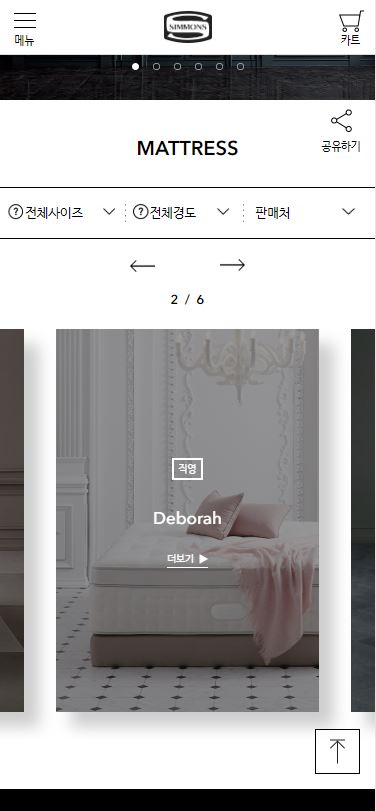 메뉴
SIMMONS
카트
공유하기
MATTRESS
? 전체사이즈
? 전체경도
판매처
2 / 6
직영
Deborah
더보기 ▶